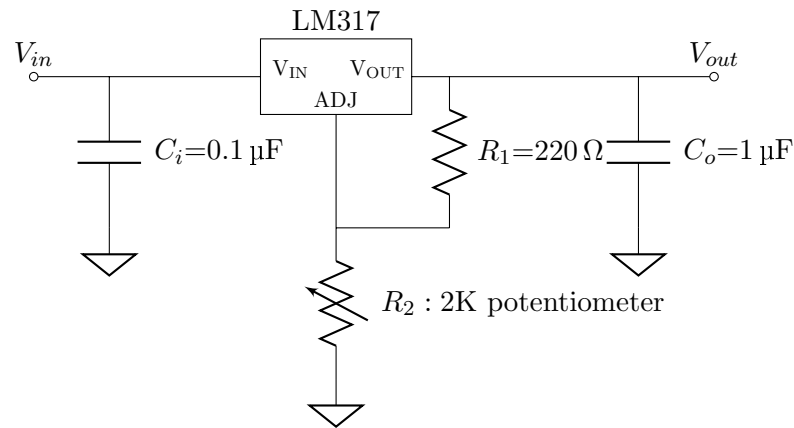 LM317
V_in
V_out
V_IN
V_OUT
ADJ
C_i=0.1 µF
R_1=220 Ω
C_o=1 µF
R_2 : 2K potentiometer